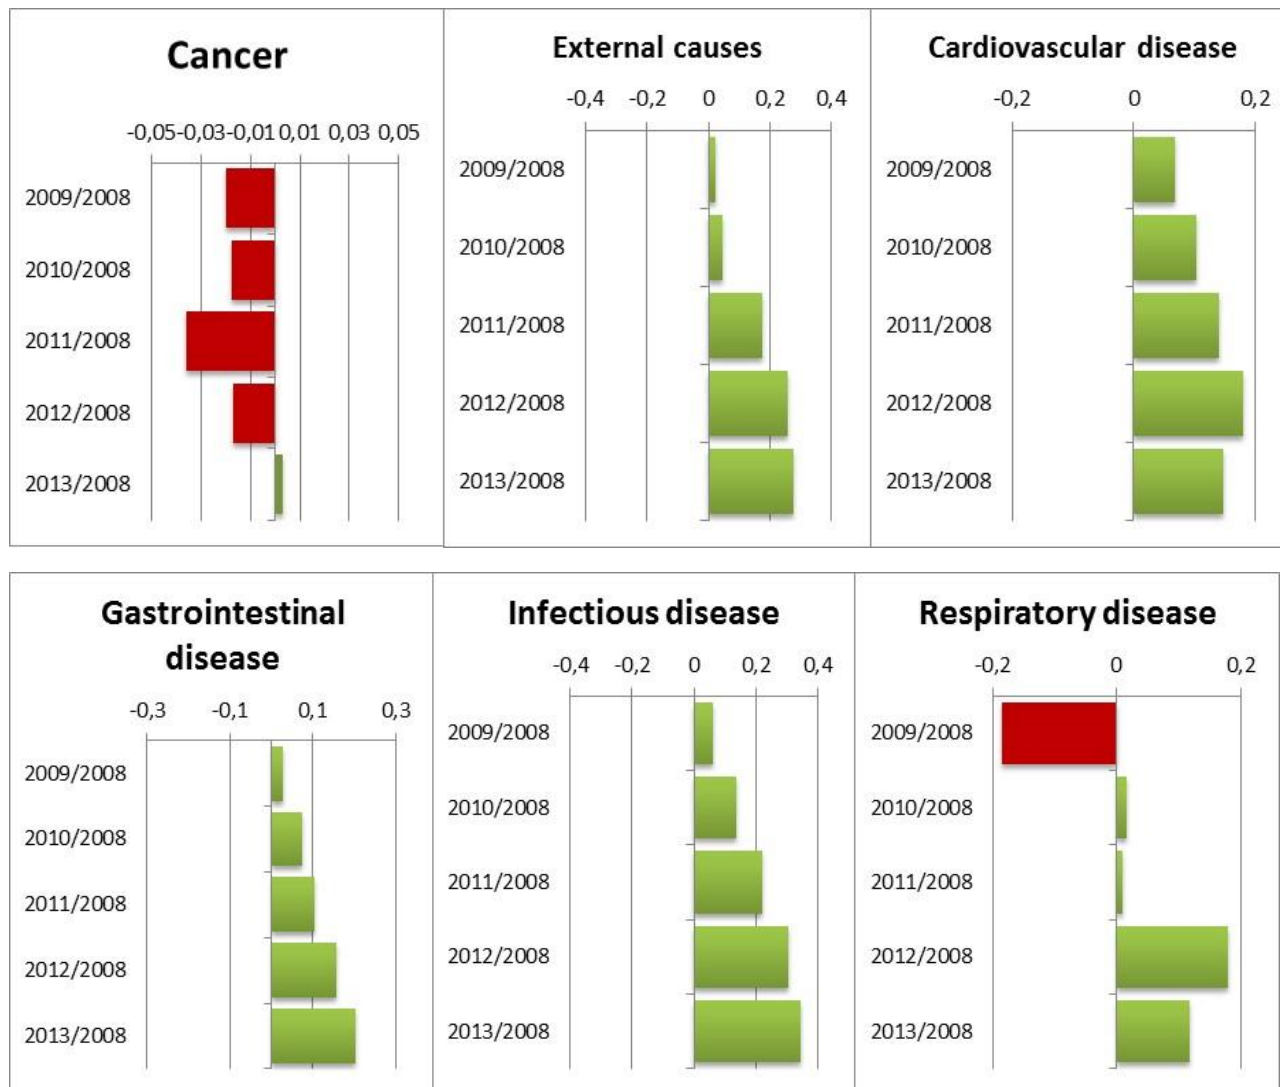 Cancer
-0,05 -0,03 -0,01 0,01 0,03 0,05
2009/2008
2010/2008
2011/2008
2012/2008
2013/2008
External causes
-0,4 -0,2 0 0,2 0,4
2009/2008
2010/2008
2011/2008
2012/2008
2013/2008
Cardiovascular disease
-0,2 0 0,2
2009/2008
2010/2008
2011/2008
2012/2008
2013/2008
Gastrointestinal
disease
-0,3 -0,1 0,1 0,3
2009/2008
2010/2008
2011/2008
2012/2008
2013/2008
Infectious disease
-0,4 -0,2 0 0,2 0,4
2009/2008
2010/2008
2011/2008
2012/2008
2013/2008
Respiratory disease
-0,2 0 0,2
2009/2008
2010/2008
2011/2008
2012/2008
2013/2008